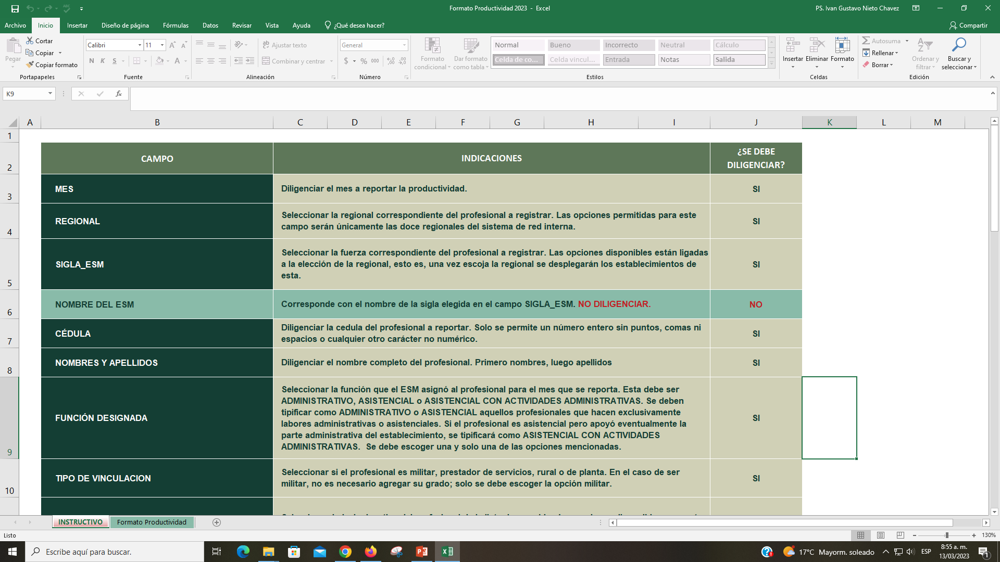 Formato Productividad 2023 - Excel
PS. Ivan Gustavo Nieto Chavez
Archivo
Inicio
Insertar
Diseño de página
Fórmulas
Datos
Revisar
Vista
Ayuda
¿Qué desea hacer?
Compartir
Pegar
Cortar
Copiar
Copiar formato
Portapapeles
Calibri
11
N K S
Fuente
Ajustar texto
Combinar y centrar
Alineación
General
$ % 000
Número
Formato condicional
Dar formato como tabla
Normal
Bueno
Incorrecto
Neutral
Cálculo
Celda de co...
Celda vincul...
Entrada
Notas
Salida
Estilos
Insertar
Eliminar
Formato
Celdas
Autosuma
Rellenar
Borrar
Ordenar y filtrar
Buscar y seleccionar
Edición
K9
fx
A B C D E F G H I J K L M
1
2
CAMPO
INDICACIONES
¿SE DEBE
DILIGENCIAR?
3
MES
Diligenciar el mes a reportar la productividad.
SI
4
REGIONAL
Seleccionar la regional correspondiente del profesional a registrar. Las opciones permitidas para este
campo serán únicamente las doce regionales del sistema de red interna.
SI
5
SIGLA_ESM
Seleccionar la fuerza correspondiente del profesional a registrar. Las opciones disponibles están ligadas
a la elección de la regional, esto es, una vez escoja la regional se desplegarán los establecimientos de
esta.
SI
6
NOMBRE DEL ESM
Corresponde con el nombre de la sigla elegida en el campo SIGLA_ESM. NO DILIGENCIAR.
NO
7
CÉDULA
Diligenciar la cedula del profesional a reportar. Solo se permite un número entero sin puntos, comas ni
espacios o cualquier otro carácter no numérico.
SI
8
NOMBRES Y APELLIDOS
Diligenciar el nombre completo del profesional. Primero nombres, luego apellidos
SI
9
FUNCIÓN DESIGNADA
Seleccionar la función que el ESM asignó al profesional para el mes que se reporta. Esta debe ser
ADMINISTRATIVO, ASISTENCIAL o ASISTENCIAL CON ACTIVIDADES ADMINISTRATIVAS. Se deben
tipificar como ADMINISTRATIVO o ASISTENCIAL aquellos profesionales que hacen exclusivamente
labores administrativas o asistenciales. Si el profesional es asistencial pero apoyó eventualmente la
parte administrativa del establecimiento, se tipificará como ASISTENCIAL CON ACTIVIDADES
ADMINISTRATIVAS. Se debe escoger una y solo una de las opciones mencionadas.
SI
10
TIPO DE VINCULACION
Seleccionar si el profesional es militar, prestador de servicios, rural o de planta. En el caso de ser
militar, no es necesario agregar su grado; solo se debe escoger la opción militar.
SI
INSTRUCTIVO
Formato Productividad
Listo
130%
Escribe aquí para buscar.
17°C Mayorm. soleado
ESP
8:55 a. m.
13/03/2023
1